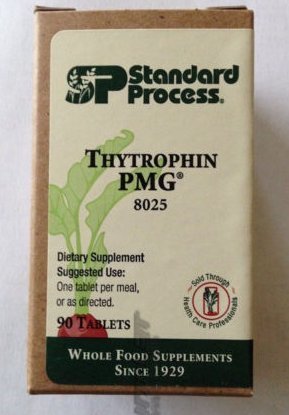 SP Standard
Process®
THYTROPHIN
PMG®
8025
Dietary Supplement
Suggested Use:
One tablet per meal,
or as directed.
90 TABLETS
Sold Through
Health Care Professionals
WHOLE FOOD SUPPLEMENTS
SINCE 1929